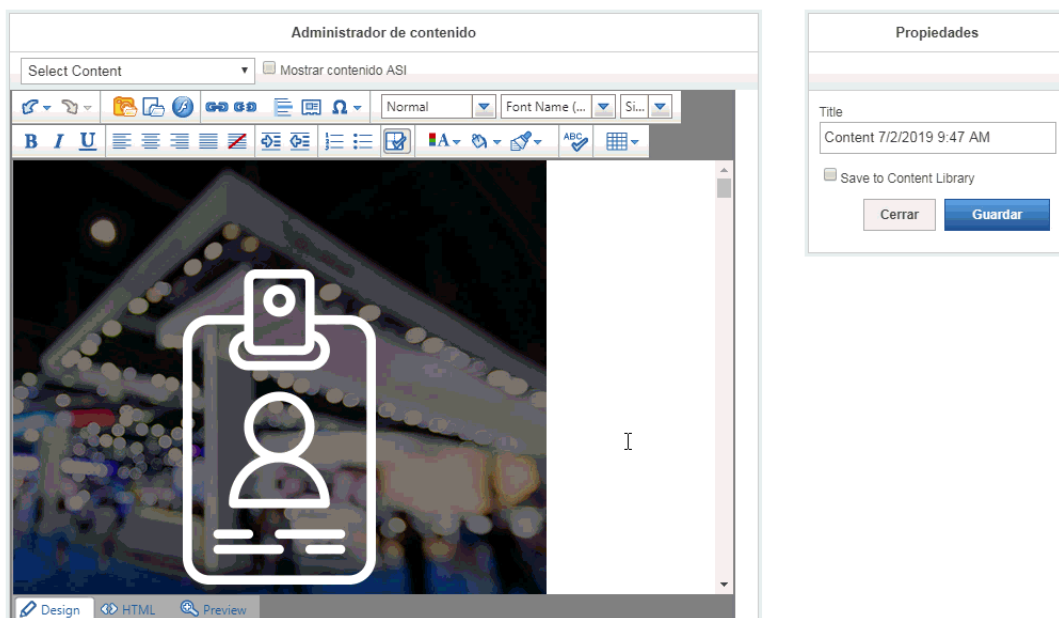 Administrador de contenido
Select Content
Mostrar contenido ASI
Normal
Font Name (...
Si...
B I U
A
ABC
Design
HTML
Preview
Propiedades
Title
Content 7/2/2019 9:47 AM
Save to Content Library
Cerrar
Guardar